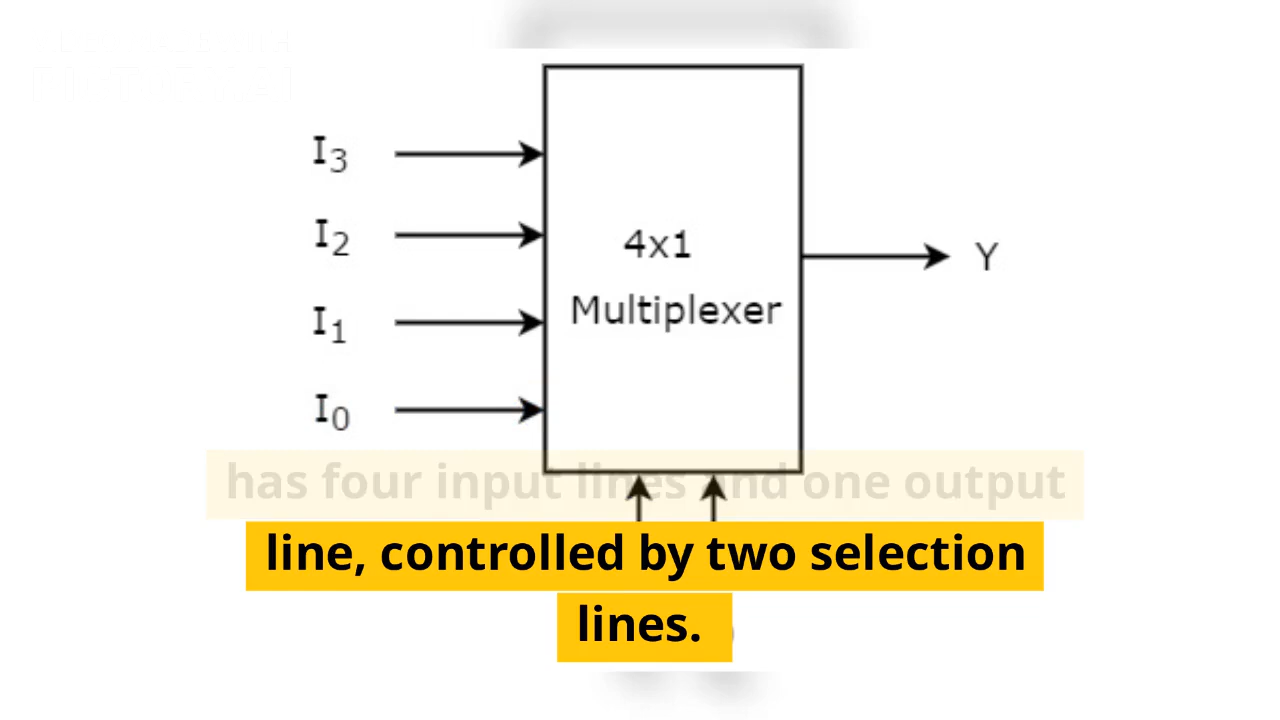 I3
I2
I1
I0
4x1
Multiplexer
Y
has four input lines and one output
line, controlled by two selection
lines.